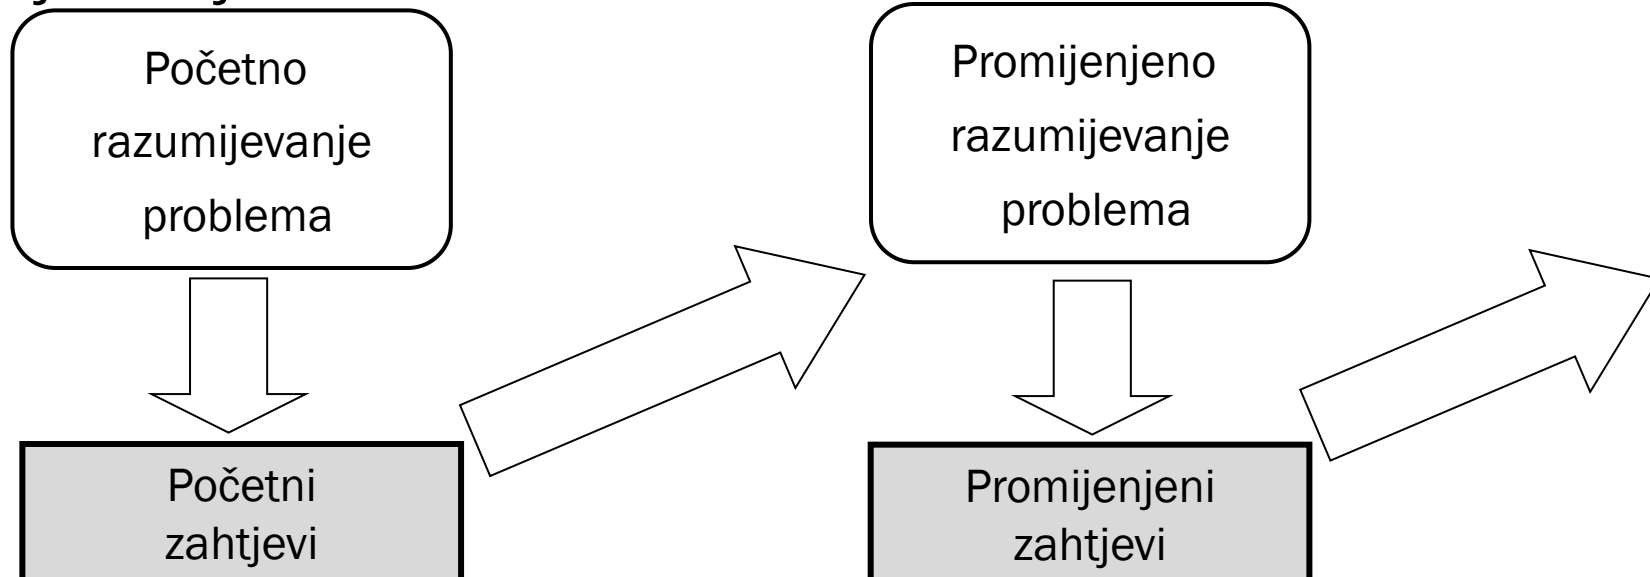 Početno
razumijevanje
problema
Promijenjeno
razumijevanje
problema
Početni
zahtjevi
Promijenjeni
zahtjevi